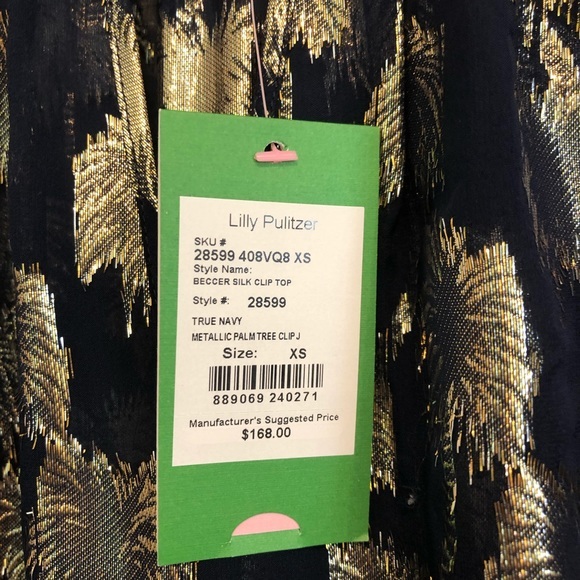 Lilly Pulitzer
SKU #
28599 408VQ8 XS
Style Name:
BECCER SILK CLIP TOP
Style #: 28599
TRUE NAVY
METALLIC PALM TREE CLIP J
Size: XS
889069 240271
Manufacturer's Suggested Price
$168.00